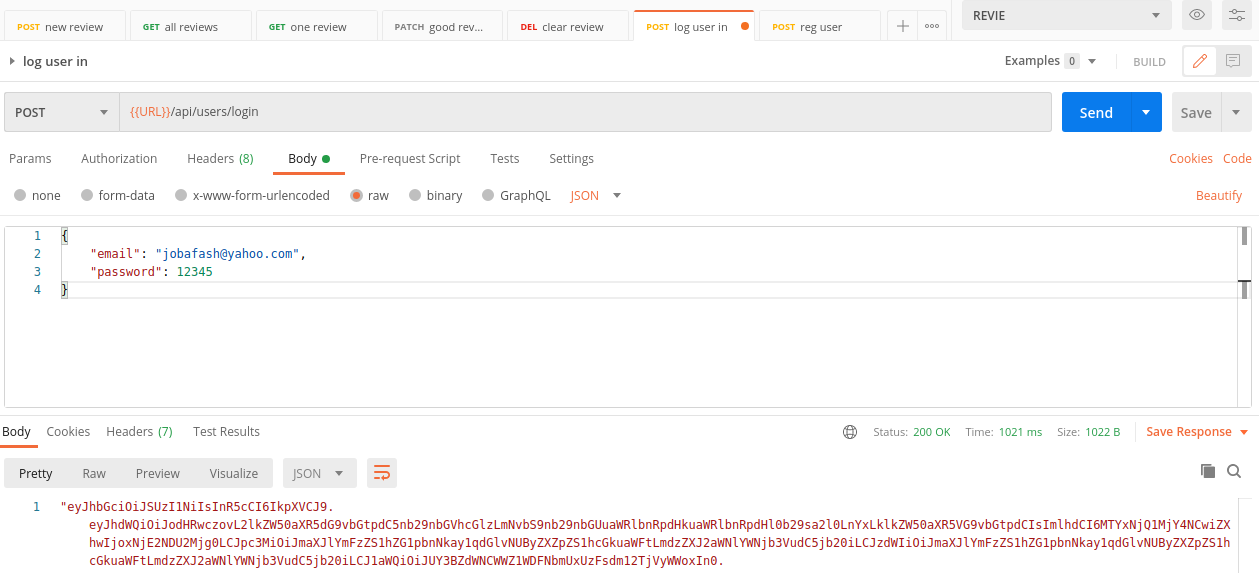 POST new review GET all reviews GET one review PATCH good rev... DEL clear review POST log user in POST reg user REVIE
log user in Examples 0 BUILD
POST {{URL}}/api/users/login Send Save
Params Authorization Headers (8) Body Pre-request Script Tests Settings Cookies Code
none form-data x-www-form-urlencoded raw binary GraphQL JSON Beautify
1 {
2 "email": "jobafash@yahoo.com",
3 "password": 12345
4 }
Body Cookies Headers (7) Test Results Status: 200 OK Time: 1021 ms Size: 1022 B Save Response
Pretty Raw Preview Visualize JSON
1 "eyJhbGciOiJSUzI1NiIsInR5cCI6IkpXVCJ9.